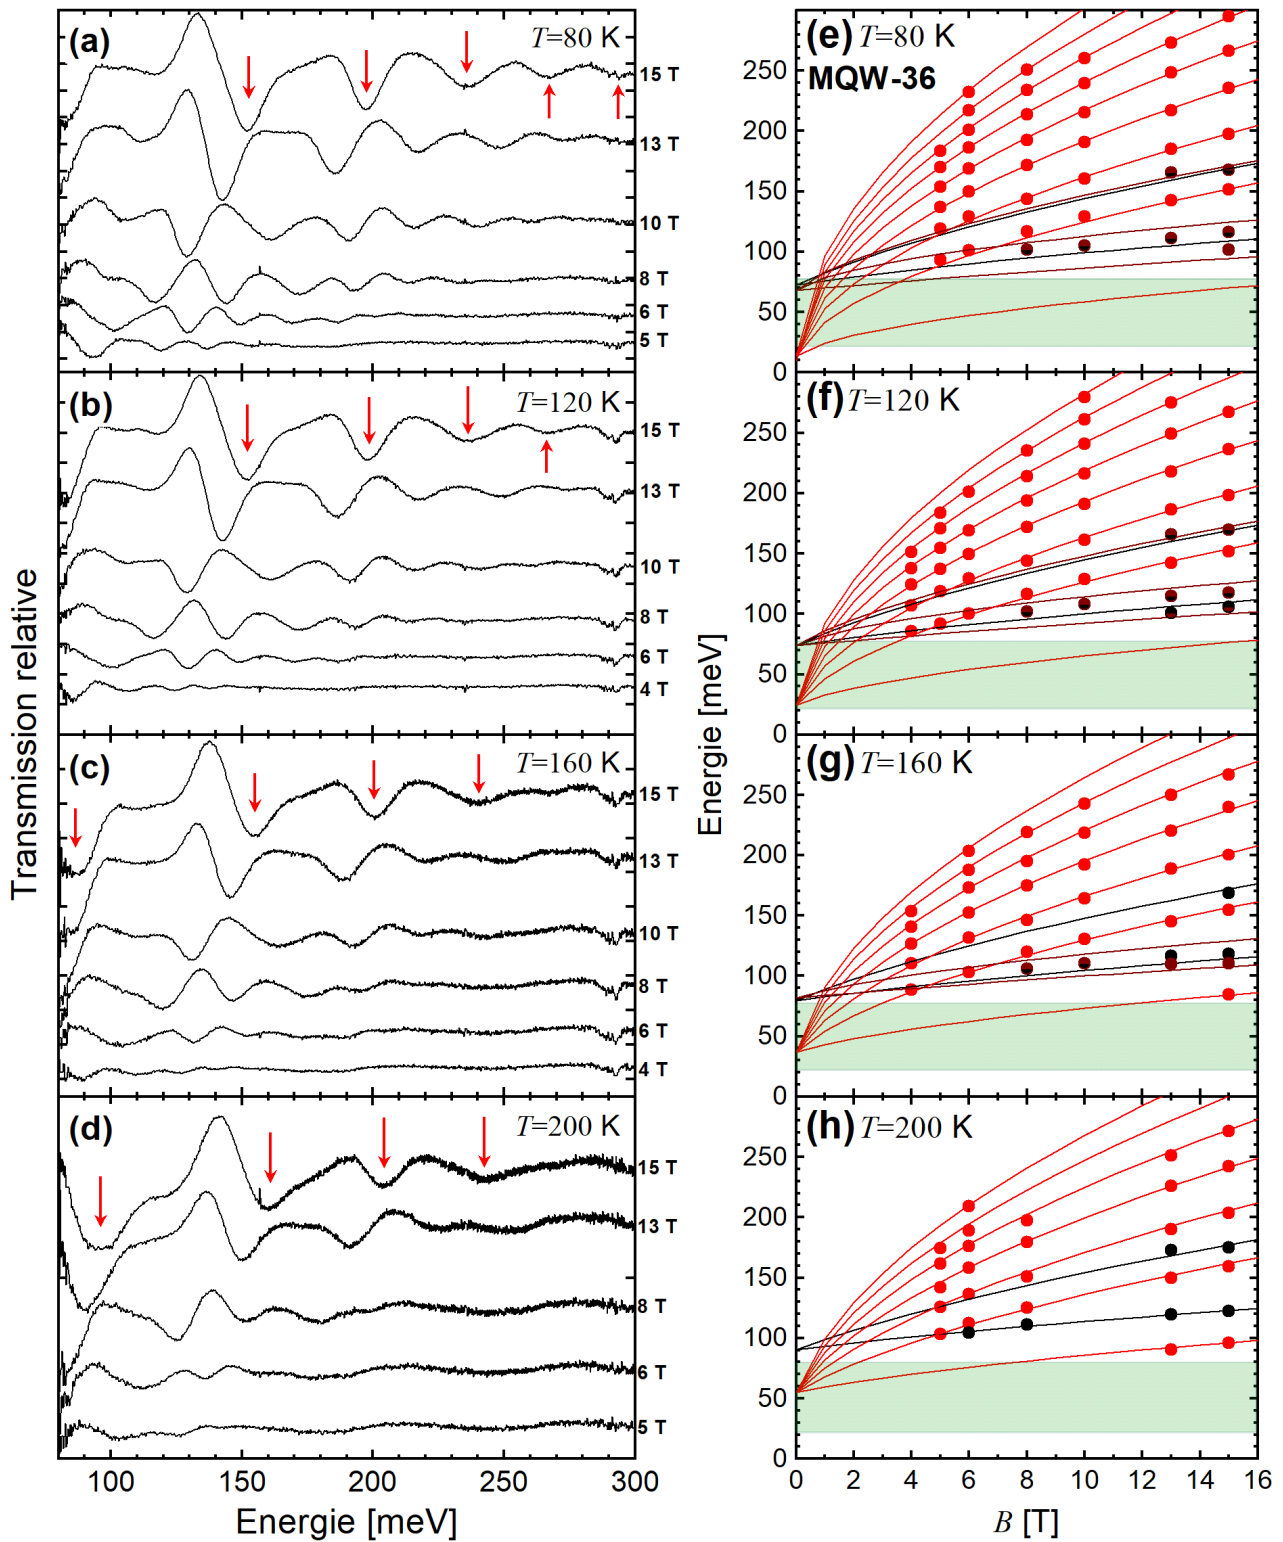 (a)
T=80 K
15 T
13 T
10 T
8 T
6 T
5 T
(b)
T=120 K
15 T
13 T
10 T
8 T
6 T
4 T
(c)
T=160 K
15 T
13 T
10 T
8 T
6 T
4 T
(d)
T=200 K
15 T
13 T
8 T
6 T
5 T
100
150
200
250
300
Energie [meV]
Transmission relative
(e) T=80 K
MQW-36
250
200
150
100
50
0
(f) T=120 K
250
200
150
100
50
0
(g) T=160 K
250
200
150
100
50
0
(h) T=200 K
250
200
150
100
50
0
0
2
4
6
8
10
12
14
16
B [T]
Energie [meV]